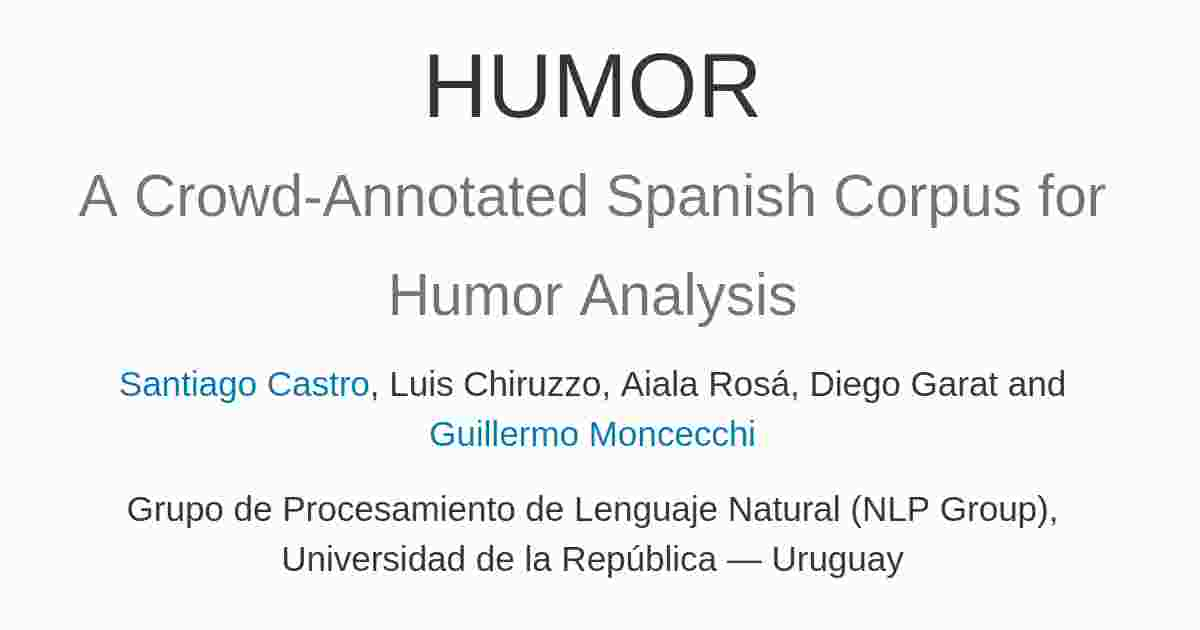 HUMOR
A Crowd-Annotated Spanish Corpus for
Humor Analysis
Santiago Castro, Luis Chiruzzo, Aiala Rosá, Diego Garat and
Guillermo Moncecchi
Grupo de Procesamiento de Lenguaje Natural (NLP Group),
Universidad de la República — Uruguay